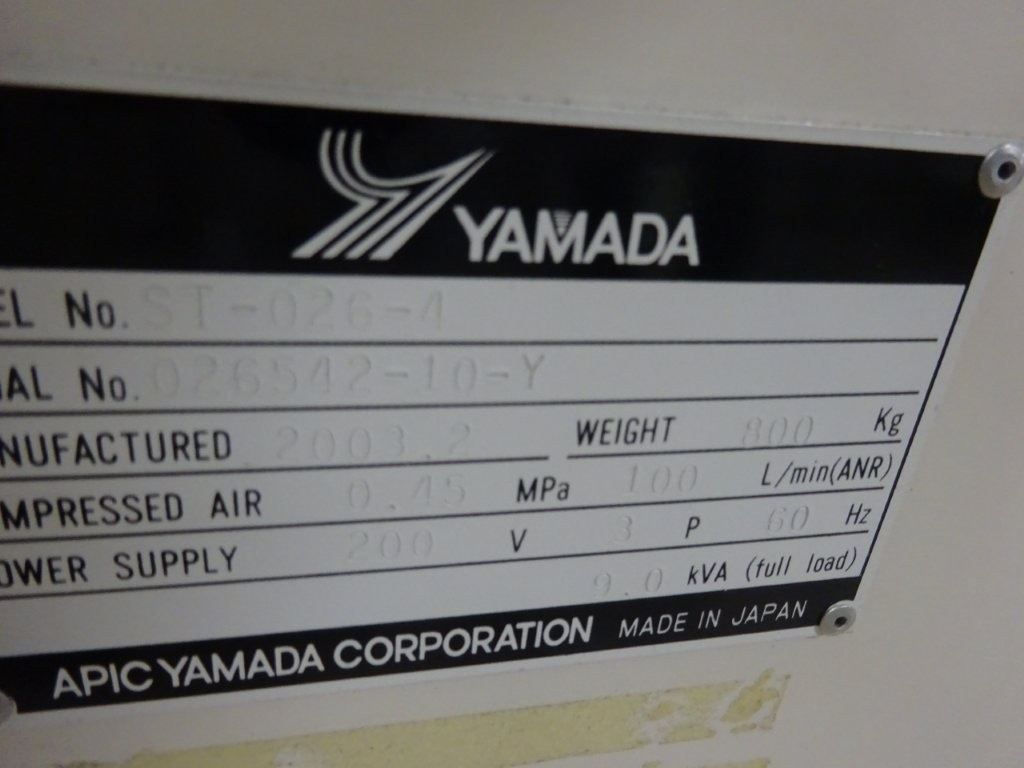 YAMADA
EL No. ST-026-4
IAL No. 026542-10-Y
NUFACTURED 2003.2 WEIGHT 800 Kg
MPRESSED AIR 0.45 MPa 100 L/min(ANR)
OWER SUPPLY 200 V 3 P 60 Hz
9.0 kVA (full load)
APIC YAMADA CORPORATION MADE IN JAPAN